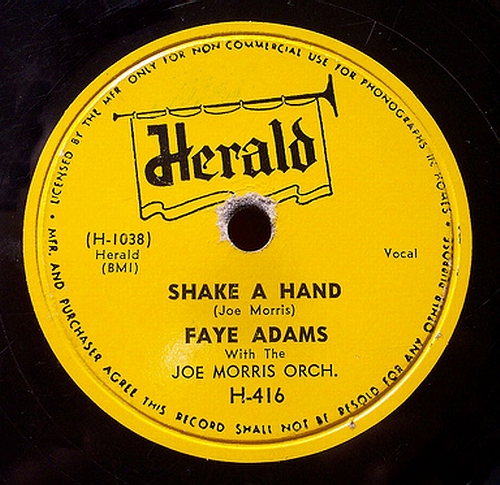 LICENSED BY THE MFR ONLY FOR NON COMMERCIAL USE FOR PHONOGRAPHS IN HOMES •
MFR. AND PURCHASER AGREE THIS RECORD SHALL NOT BE RESOLD FOR ANY OTHER PURPOSE •
Herald
(H-1038)
Herald
(BMI)
Vocal
SHAKE A HAND
(Joe Morris)
FAYE ADAMS
With The
JOE MORRIS ORCH.
H-416